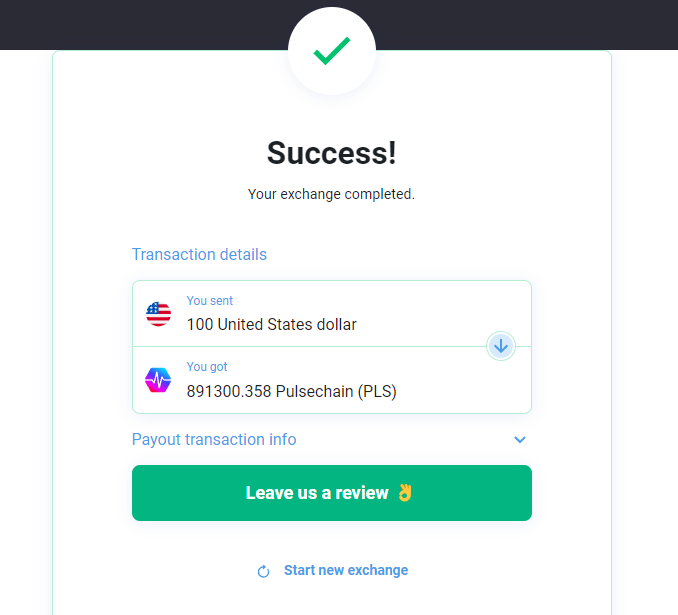 Success!
Your exchange completed.
Transaction details
You sent
100 United States dollar
You got
891300.358 Pulsechain (PLS)
Payout transaction info
Leave us a review 👌
Start new exchange